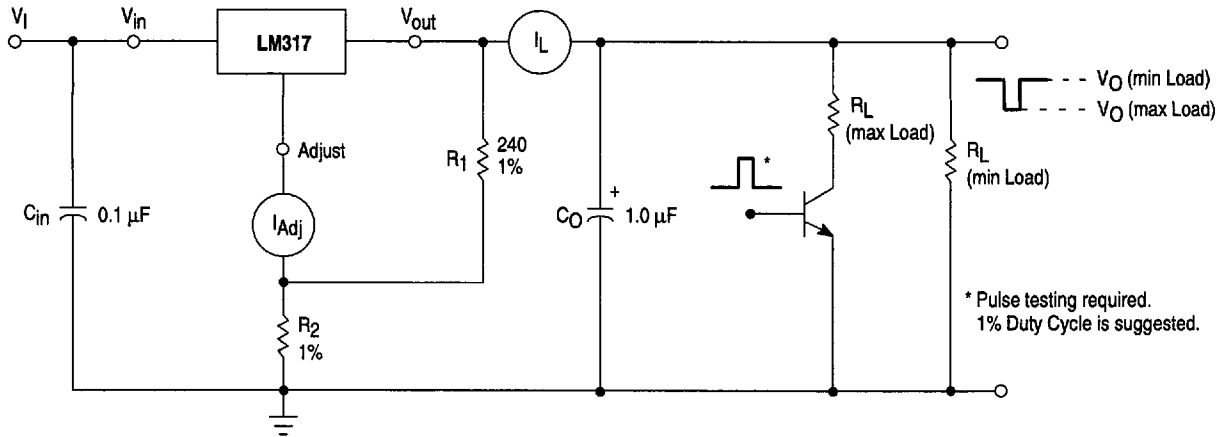 VI
Vin
LM317
Vout
IL
VO (min Load)
VO (max Load)
RL
(max Load)
Adjust
R1
240
1%
*
RL
(min Load)
Cin
0.1 µF
IAdj
+
CO
1.0 µF
R2
1%
* Pulse testing required.
1% Duty Cycle is suggested.